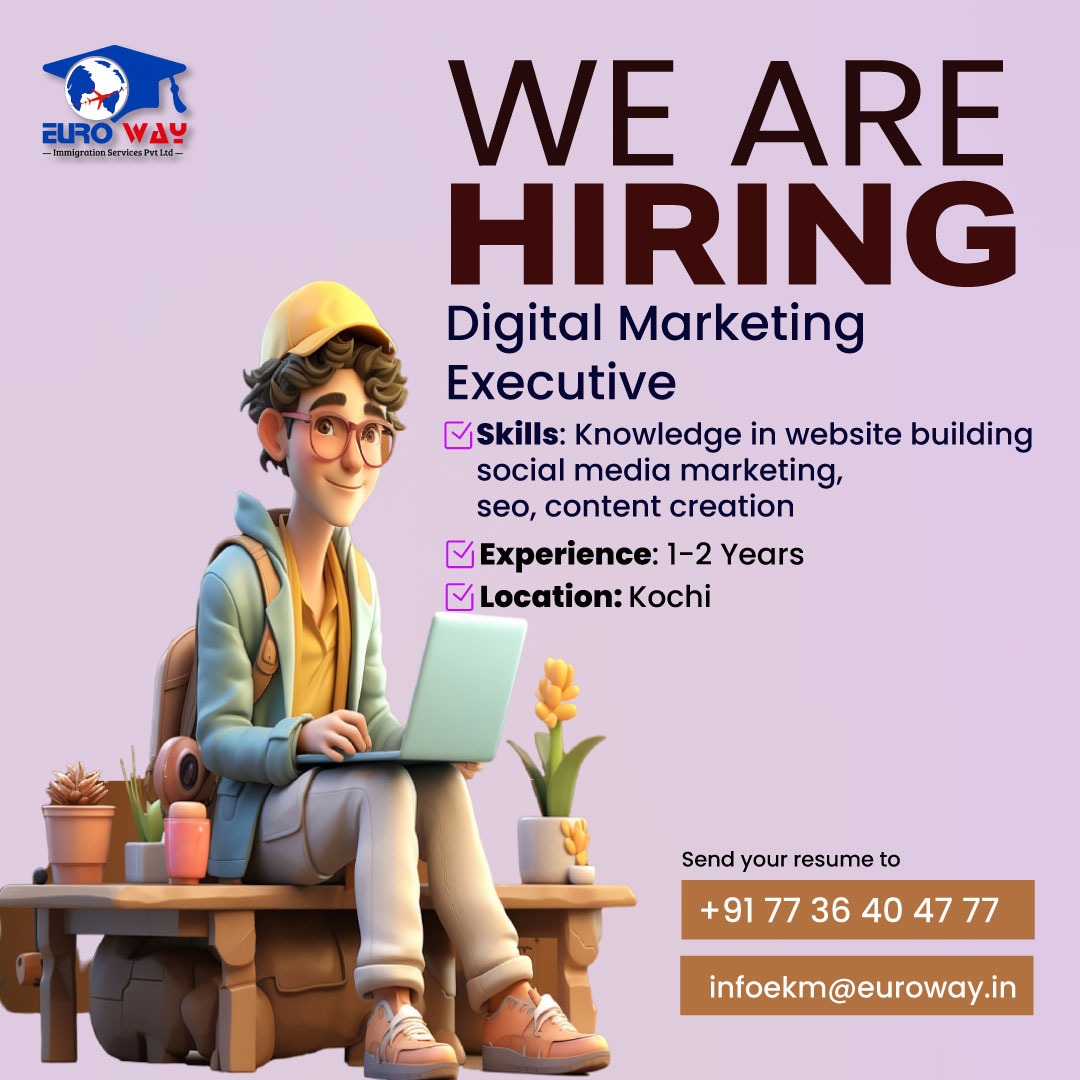 EURO WAY
— Immigration Services Pvt Ltd —
WE ARE
HIRING
Digital Marketing
Executive
Skills: Knowledge in website building
social media marketing,
seo, content creation
Experience: 1-2 Years
Location: Kochi
Send your resume to
+91 77 36 40 47 77
infoekm@euroway.in